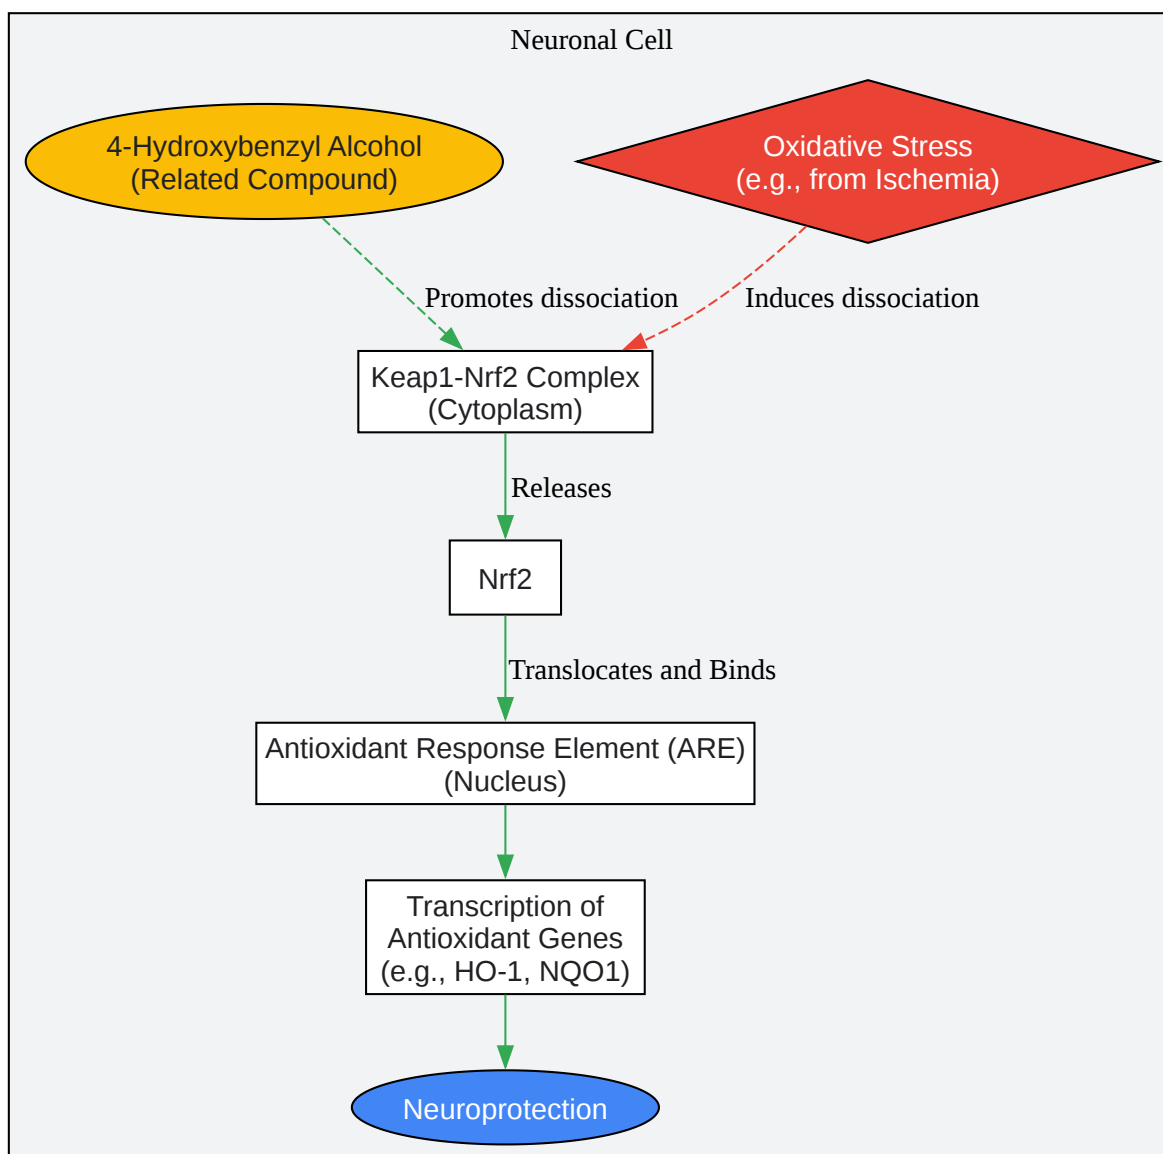 Neuronal Cell
4-Hydroxybenzyl Alcohol
(Related Compound)
Oxidative Stress
(e.g., from Ischemia)
Promotes dissociation
Induces dissociation
Keap1-Nrf2 Complex
(Cytoplasm)
Releases
Nrf2
Translocates and Binds
Antioxidant Response Element (ARE)
(Nucleus)
Transcription of
Antioxidant Genes
(e.g., HO-1, NQO1)
Neuroprotection